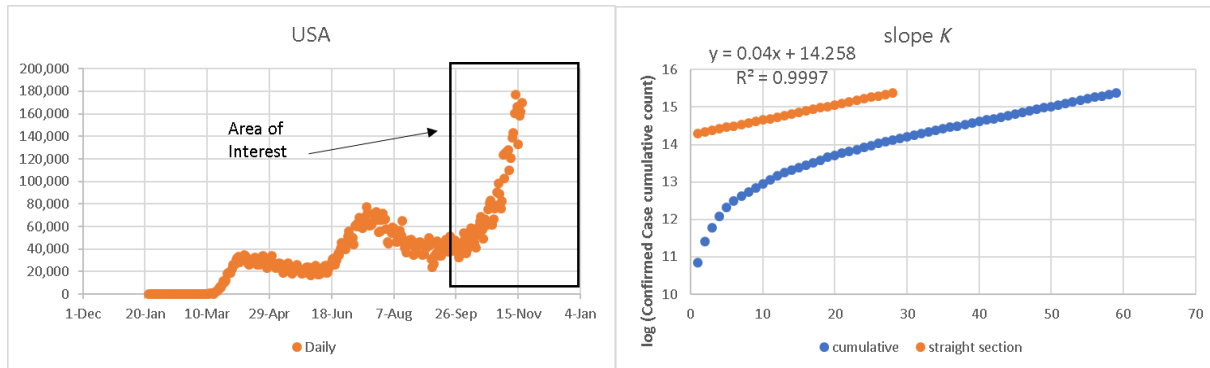 USA
200,000
180,000
160,000
140,000
120,000
100,000
80,000
60,000
40,000
20,000
0
Area of
Interest
1-Dec
20-Jan
10-Mar
29-Apr
18-Jun
7-Aug
26-Sep
15-Nov
4-Jan
Daily
slope K
y = 0.04x + 14.258
R² = 0.9997
log (Confirmed Case cumulative count)
16
15
14
13
12
11
10
0
10
20
30
40
50
60
70
cumulative
straight section